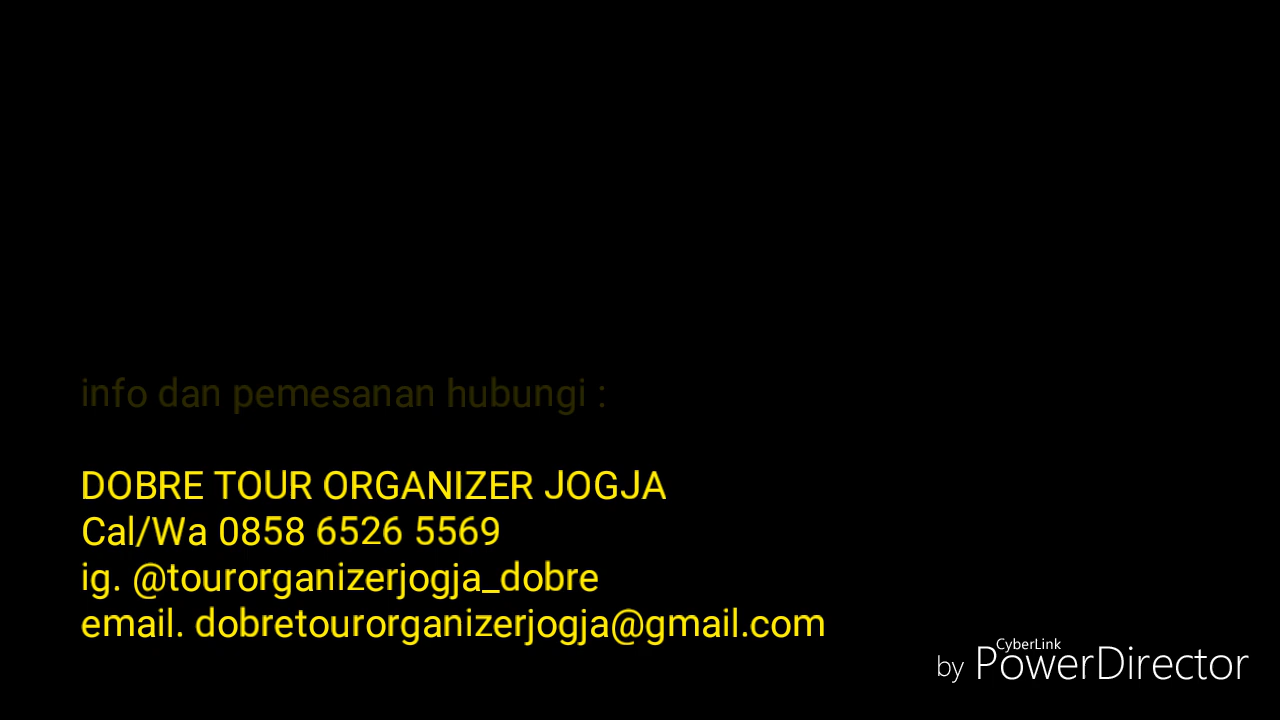 info dan pemesanan hubungi :
DOBRE TOUR ORGANIZER JOGJA
Cal/Wa 0858 6526 5569
ig. @tourorganizerjogja_dobre
email. dobretourorganizerjogja@gmail.com
CyberLink
by PowerDirector